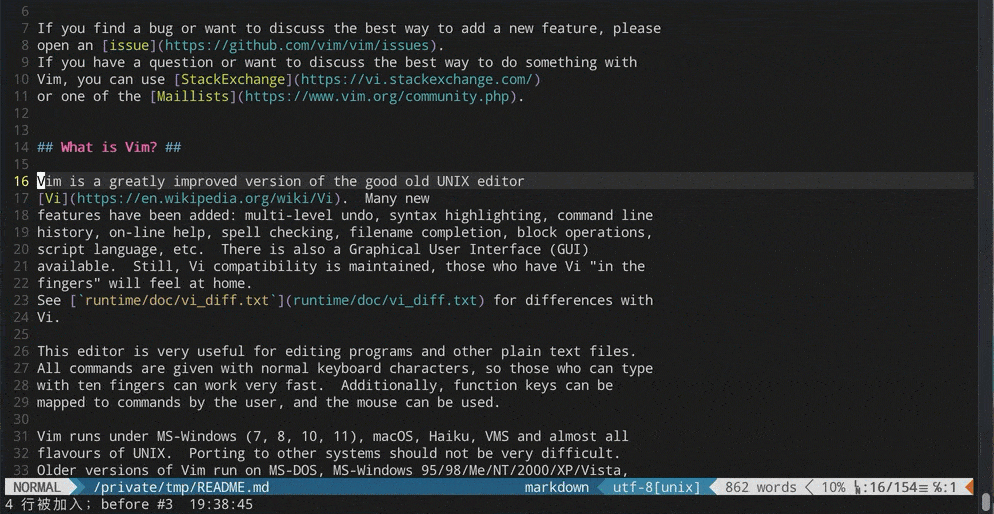 6
7 If you find a bug or want to discuss the best way to add a new feature, please
8 open an [issue](https://github.com/vim/vim/issues).
9 If you have a question or want to discuss the best way to do something with
10 Vim, you can use [StackExchange](https://vi.stackexchange.com/)
11 or one of the [Maillists](https://www.vim.org/community.php).
12
13
14 ## What is Vim? ##
15
16 Vim is a greatly improved version of the good old UNIX editor
17 [Vi](https://en.wikipedia.org/wiki/Vi).  Many new
18 features have been added: multi-level undo, syntax highlighting, command line
19 history, on-line help, spell checking, filename completion, block operations,
20 script language, etc.  There is also a Graphical User Interface (GUI)
21 available.  Still, Vi compatibility is maintained, those who have Vi "in the
22 fingers" will feel at home.
23 See [`runtime/doc/vi_diff.txt`](runtime/doc/vi_diff.txt) for differences with
24 Vi.
25
26 This editor is very useful for editing programs and other plain text files.
27 All commands are given with normal keyboard characters, so those who can type
28 with ten fingers can work very fast.  Additionally, function keys can be
29 mapped to commands by the user, and the mouse can be used.
30
31 Vim runs under MS-Windows (7, 8, 10, 11), macOS, Haiku, VMS and almost all
32 flavours of UNIX.  Porting to other systems should not be very difficult.
33 Older versions of Vim run on MS-DOS, MS-Windows 95/98/Me/NT/2000/XP/Vista,
NORMAL /private/tmp/README.md markdown utf-8[unix] 862 words 10% ㏑:16/154≡℅:1
4 行被加入; before #3  19:38:45